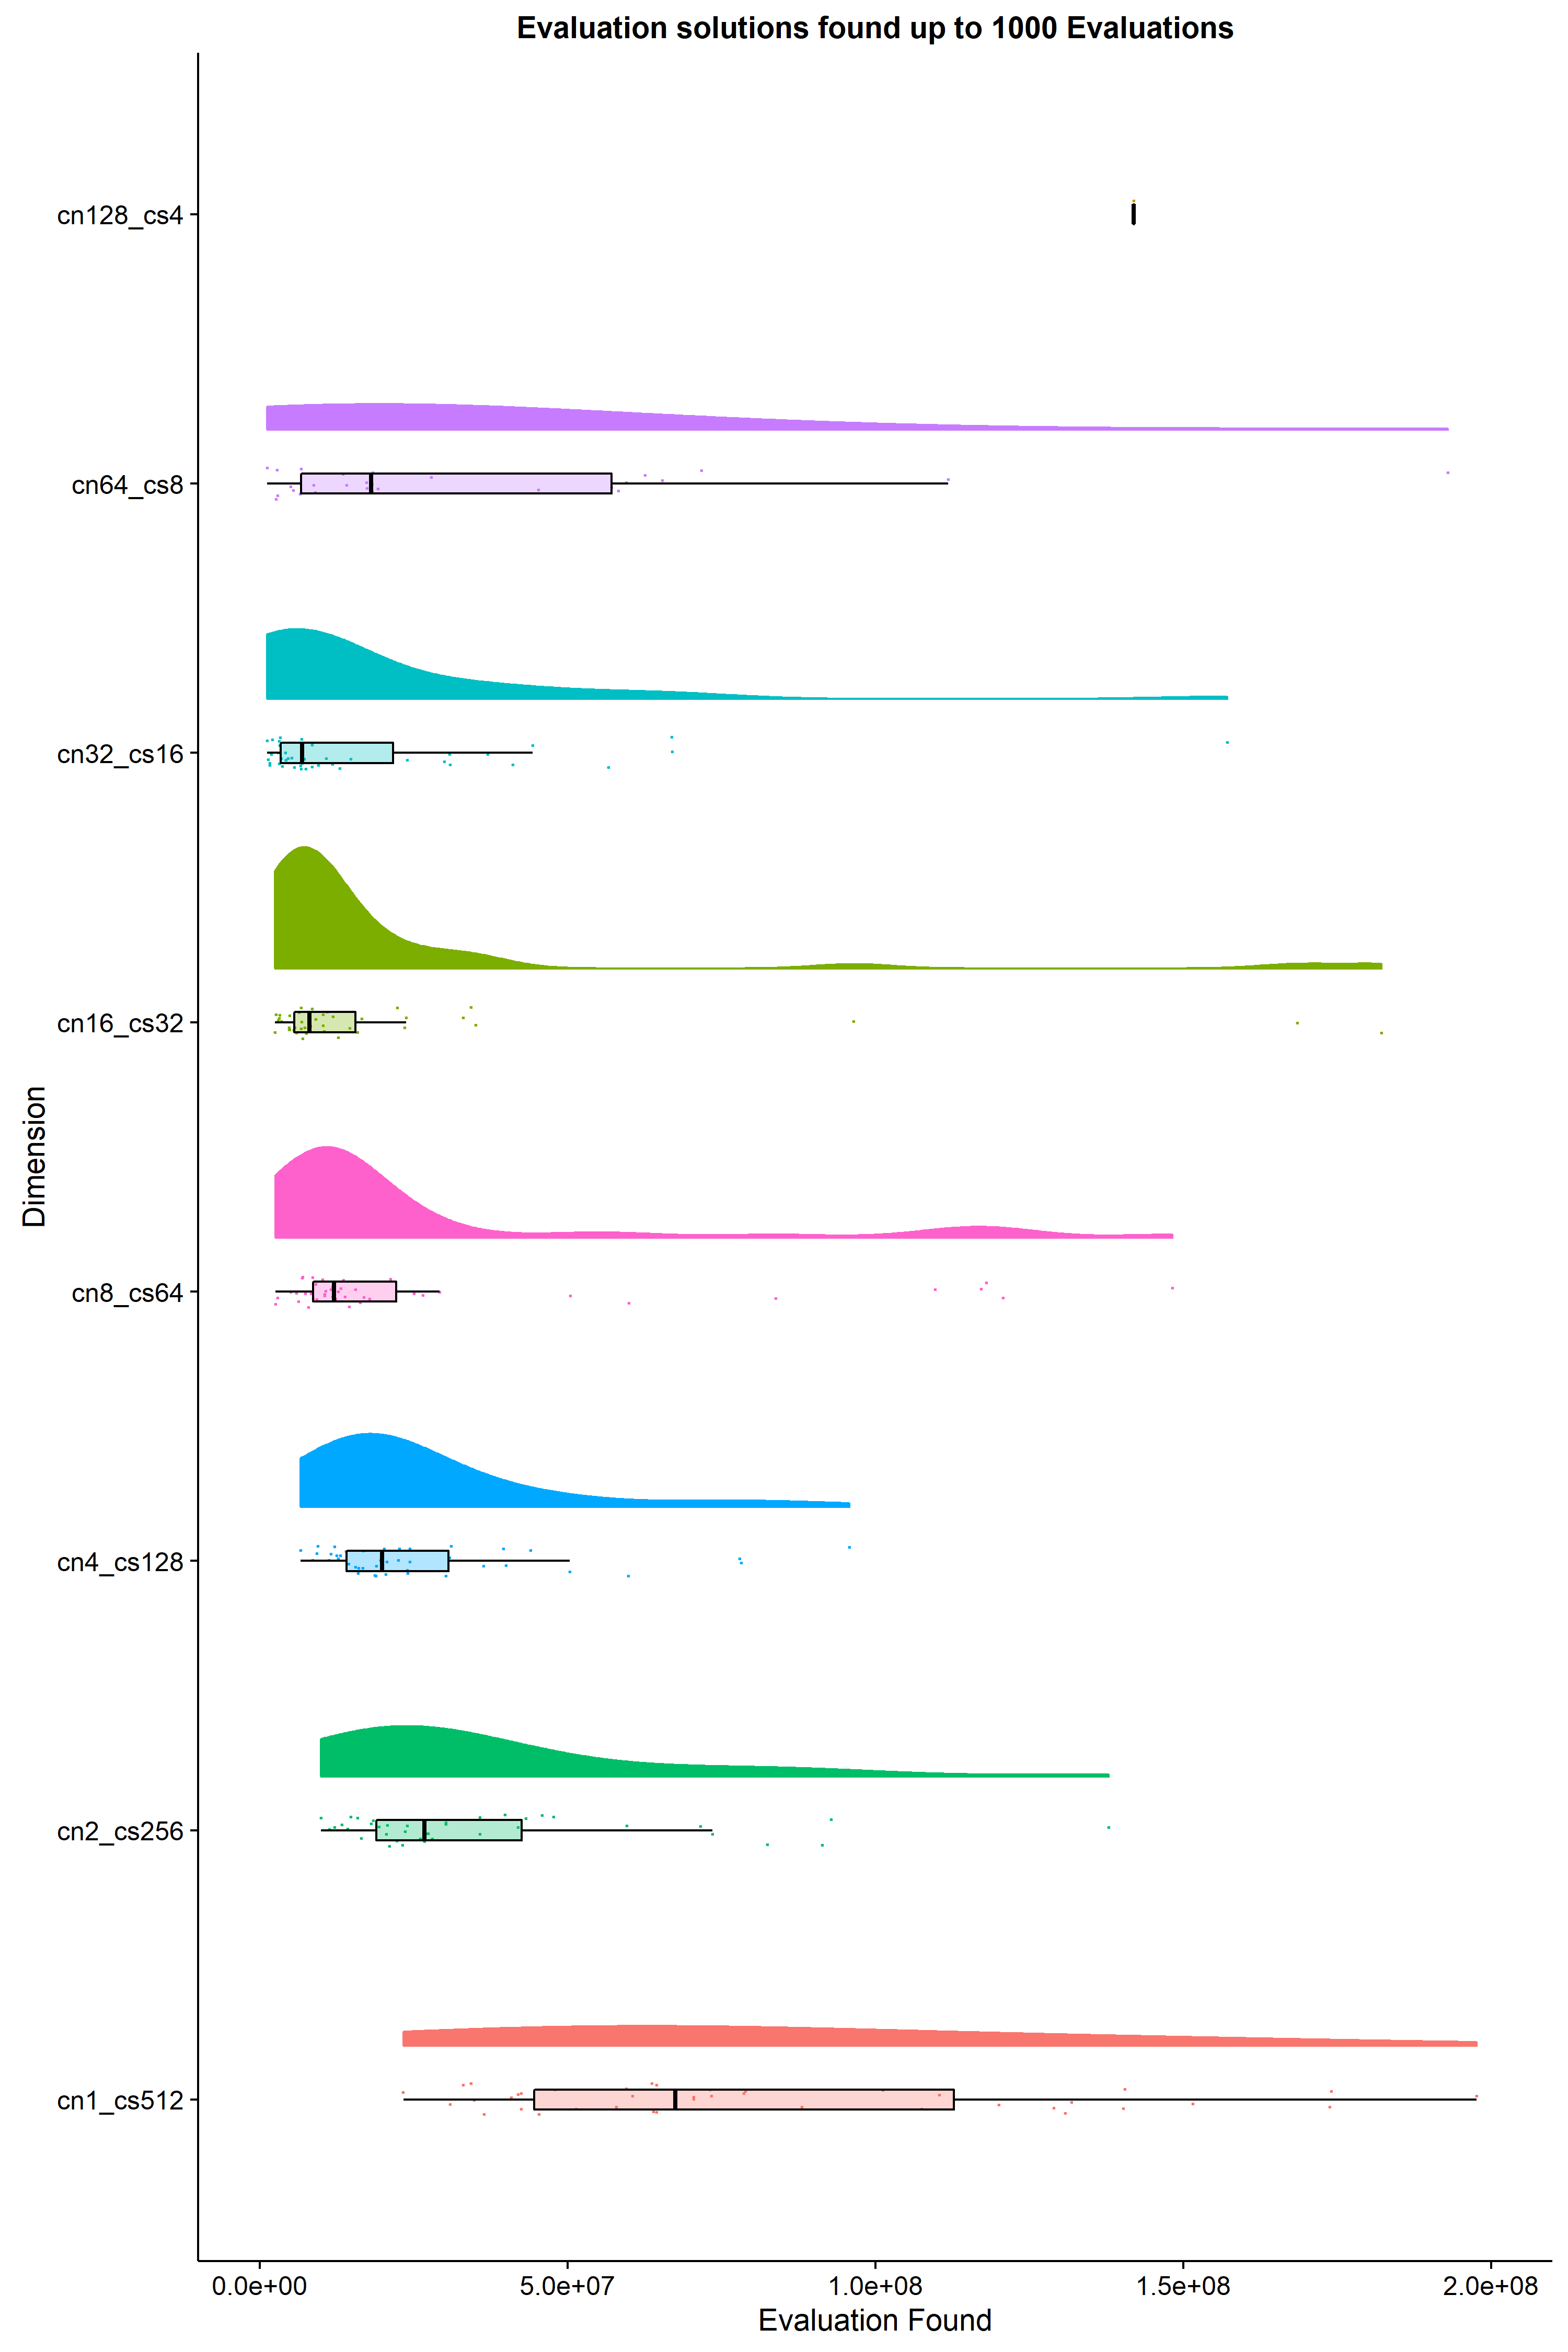 Evaluation solutions found up to 1000 Evaluations
cn128_cs4
cn64_cs8
cn32_cs16
cn16_cs32
Dimension
cn8_cs64
cn4_cs128
cn2_cs256
cn1_cs512
0.0e+00 5.0e+07 1.0e+08 1.5e+08 2.0e+08
Evaluation Found